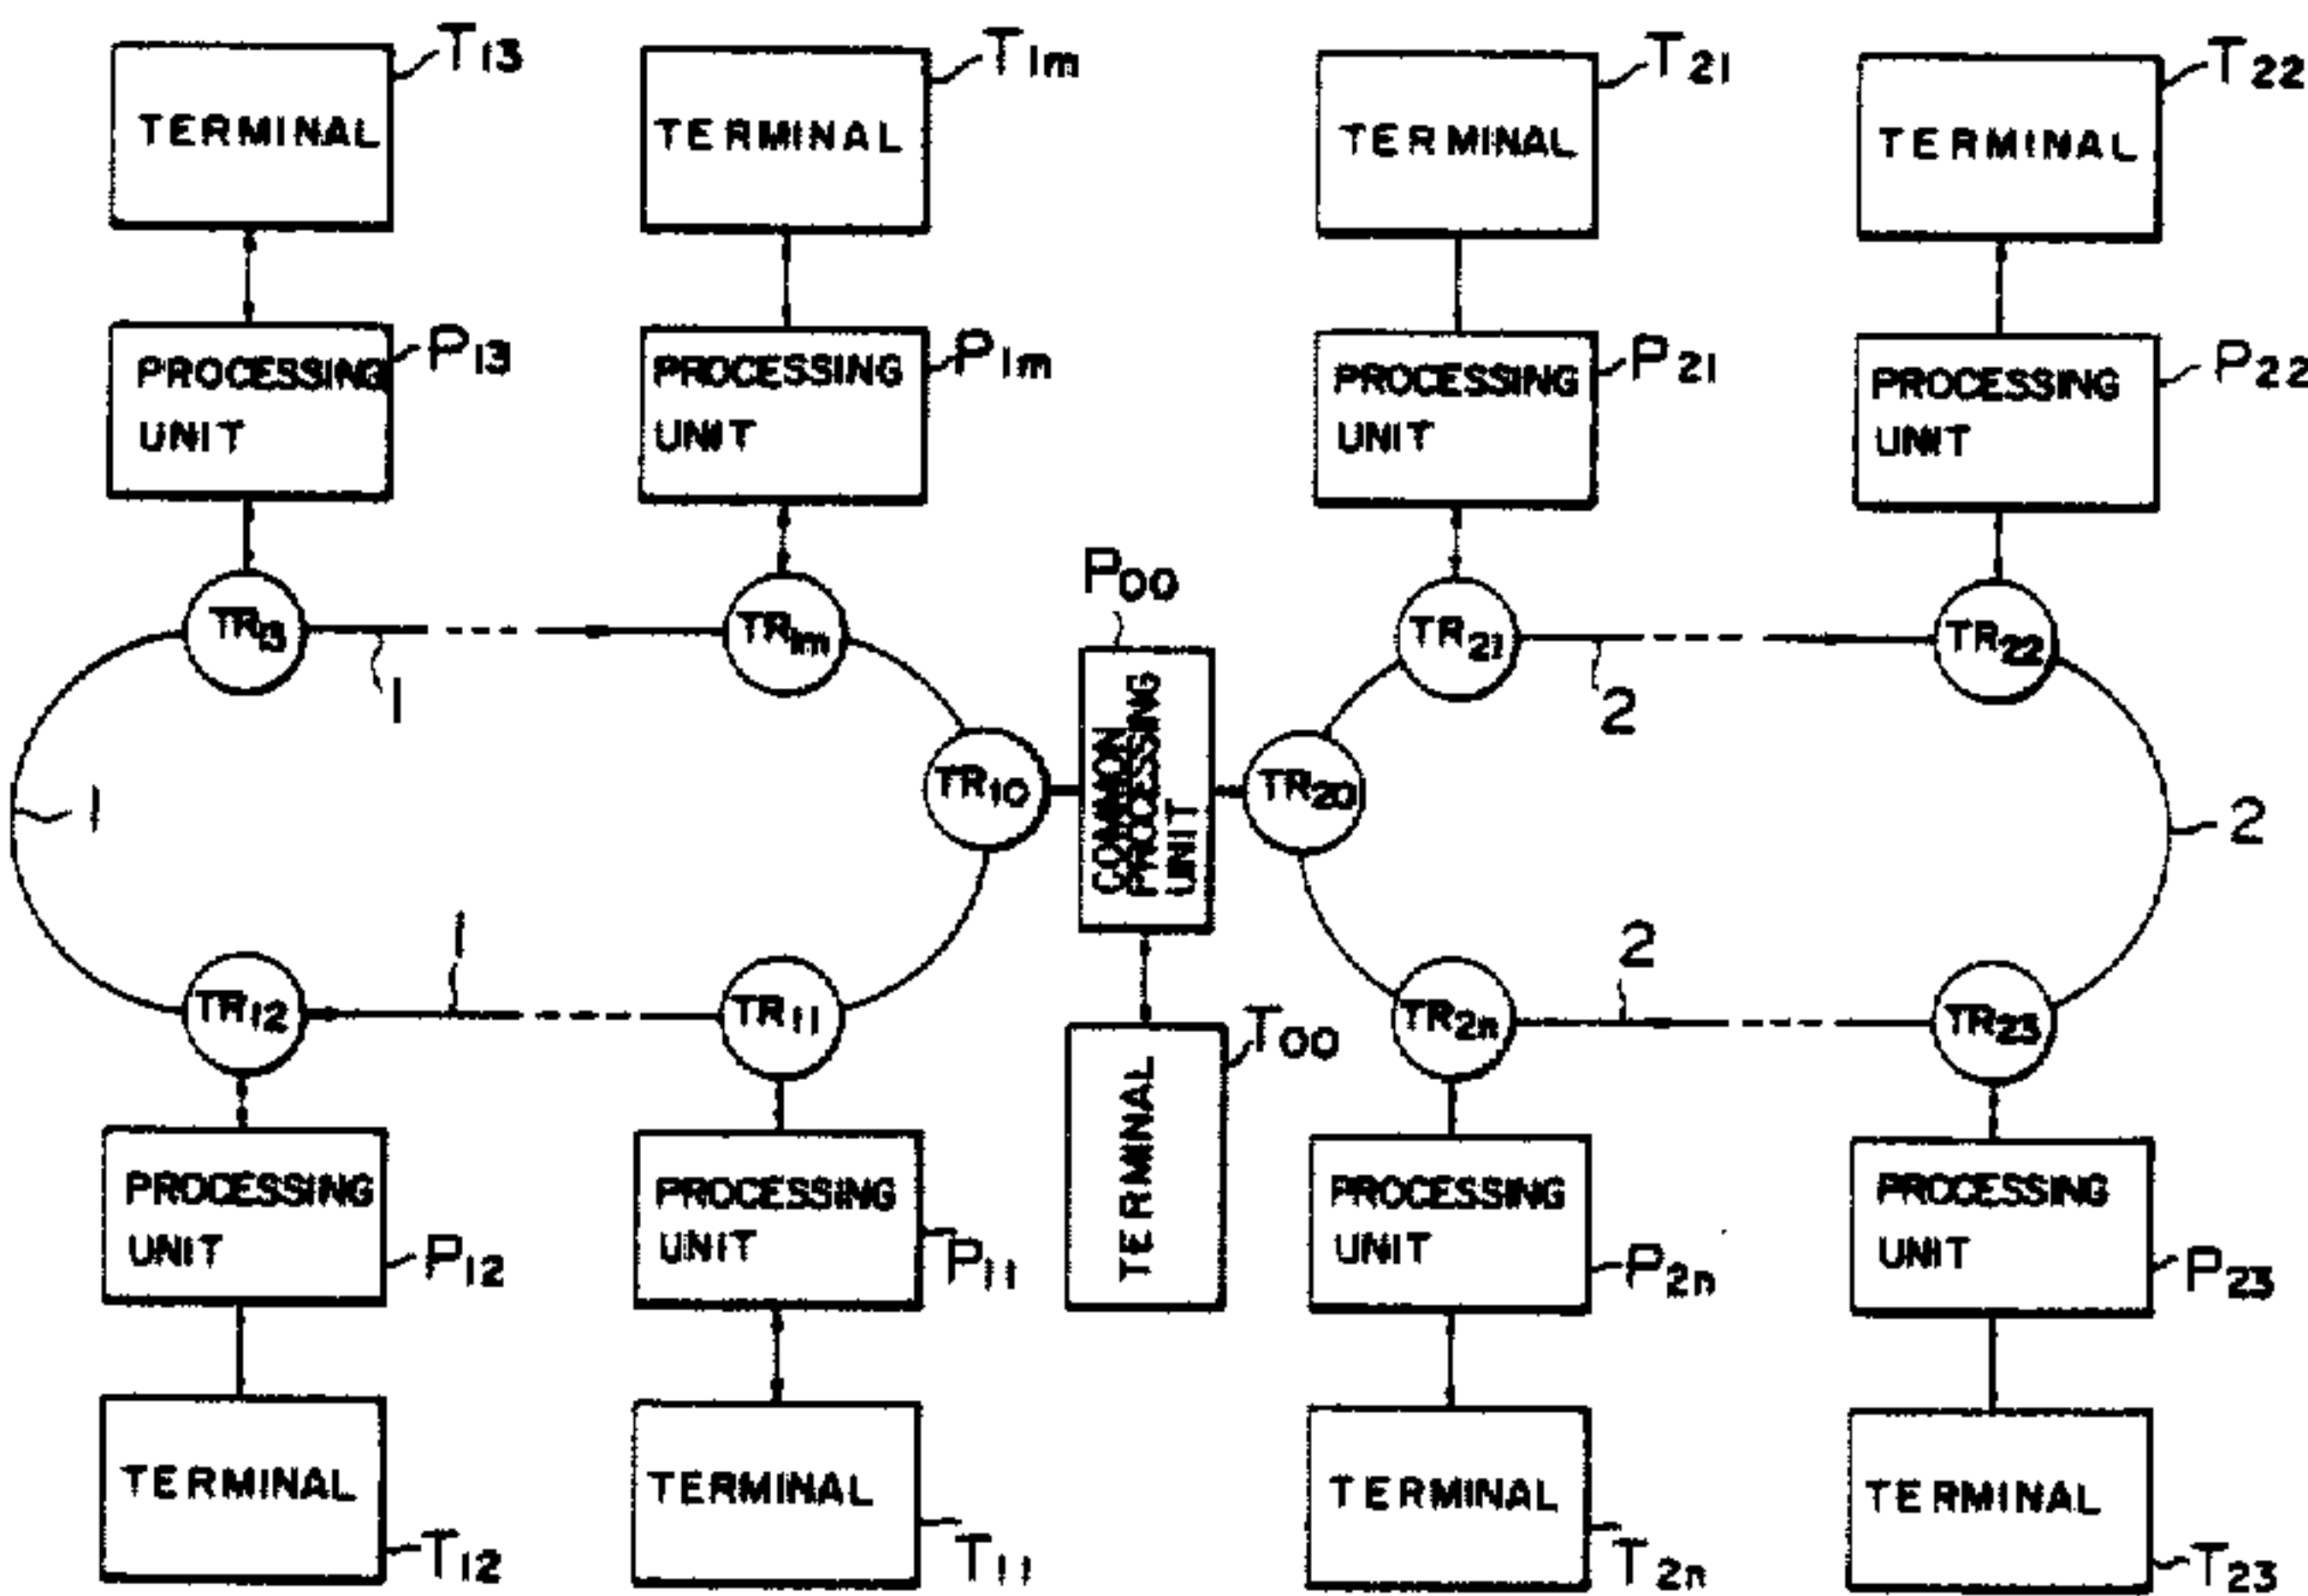 T13
T1m
T21
T22
TERMINAL
TERMINAL
TERMINAL
TERMINAL
P13
P1m
P21
P22
PROCESSING
UNIT
PROCESSING
UNIT
PROCESSING
UNIT
PROCESSING
UNIT
P00
TR13
TR1m
TR21
TR22
1
2
TR10
COMMON
PROCESSING
UNIT
TR20
1
2
1
2
TR12
TR11
TR2n
TR23
T00
TERMINAL
PROCESSING
UNIT
PROCESSING
UNIT
PROCESSING
UNIT
PROCESSING
UNIT
P12
P11
P2n
P23
TERMINAL
TERMINAL
TERMINAL
TERMINAL
T12
T11
T2n
T23